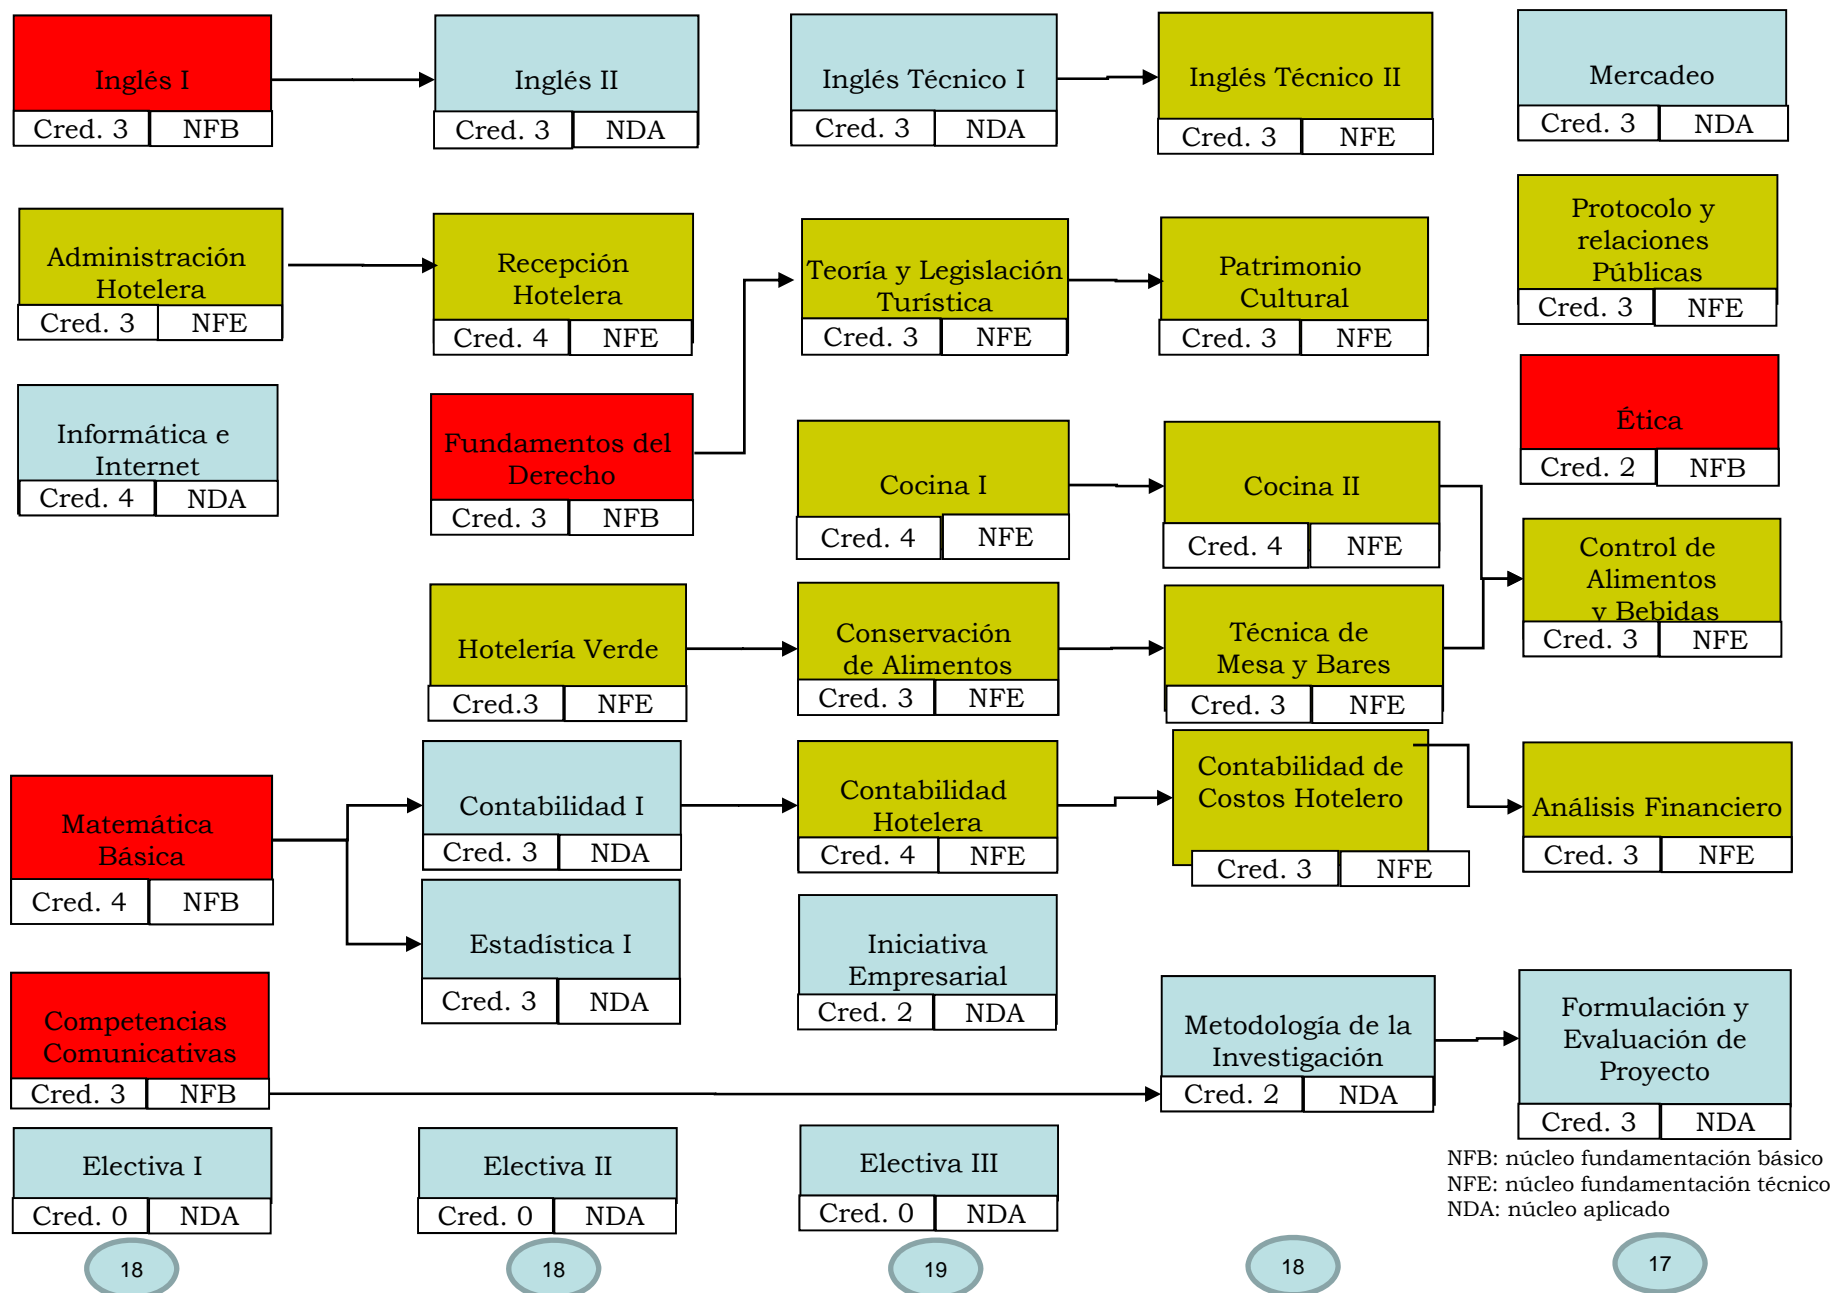 Inglés I
Cred. 3
NFB
Inglés II
Cred. 3
NDA
Inglés Técnico I
Cred. 3
NDA
Inglés Técnico II
Cred. 3
NFE
Mercadeo
Cred. 3
NDA
Administración
Hotelera
Cred. 3
NFE
Recepción
Hotelera
Cred. 4
NFE
Teoría y Legislación
Turística
Cred. 3
NFE
Patrimonio
Cultural
Cred. 3
NFE
Protocolo y
relaciones
Públicas
Cred. 3
NFE
Informática e
Internet
Cred. 4
NDA
Fundamentos del
Derecho
Cred. 3
NFB
Cocina I
Cred. 4
NFE
Cocina II
Cred. 4
NFE
Ética
Cred. 2
NFB
Hotelería Verde
Cred.3
NFE
Conservación
de Alimentos
Cred. 3
NFE
Técnica de
Mesa y Bares
Cred. 3
NFE
Control de
Alimentos
y Bebidas
Cred. 3
NFE
Matemática
Básica
Cred. 4
NFB
Contabilidad I
Cred. 3
NDA
Contabilidad
Hotelera
Cred. 4
NFE
Contabilidad de
Costos Hotelero
Cred. 3
NFE
Análisis Financiero
Cred. 3
NFE
Estadística I
Cred. 3
NDA
Iniciativa
Empresarial
Cred. 2
NDA
Competencias
Comunicativas
Cred. 3
NFB
Metodología de la
Investigación
Cred. 2
NDA
Formulación y
Evaluación de
Proyecto
Cred. 3
NDA
Electiva I
Cred. 0
NDA
Electiva II
Cred. 0
NDA
Electiva III
Cred. 0
NDA
NFB: núcleo fundamentación básico
NFE: núcleo fundamentación técnico
NDA: núcleo aplicado
18
18
19
18
17